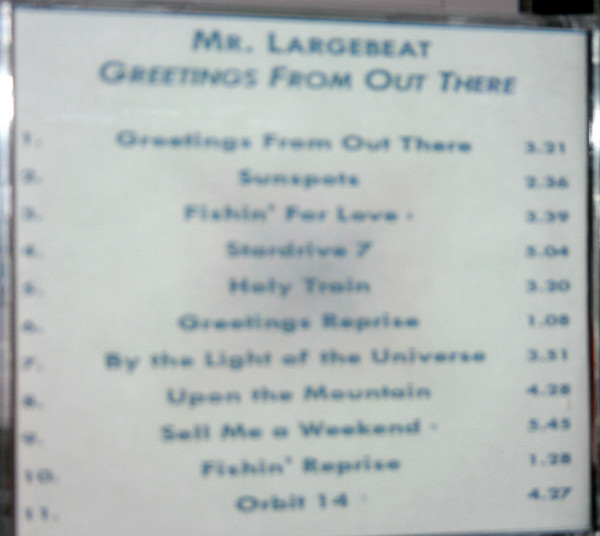 MR. LARGEBEAT
GREETINGS FROM OUT THERE
1. Greetings From Out There 3.21
2. Sunspots 2.36
3. Fishin' For Love 3.39
4. Stardrive 7 3.04
5. Holy Train 3.20
6. Greetings Reprise 1.08
7. By the Light of the Universe 3.51
8. Upon the Mountain 4.28
9. Sell Me a Weekend 5.45
10. Fishin' Reprise 1.28
11. Orbit 14 4.27